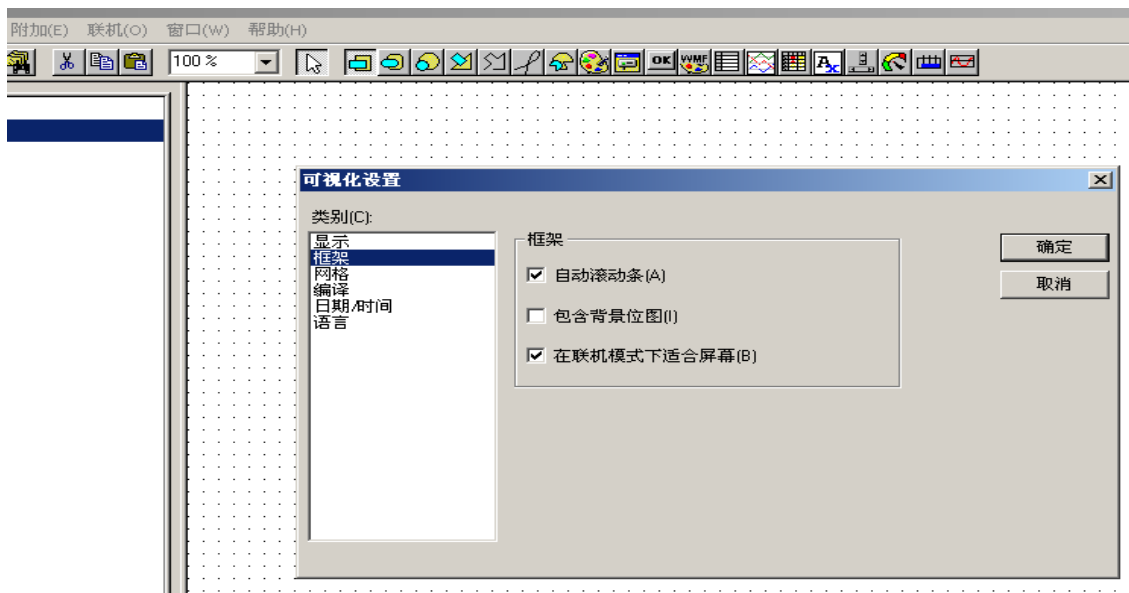 附加(E) 联机(O) 窗口(W) 帮助(H)
100 % OK WMF Ax
可视化设置
类别(C):
显示
框架
网格
编译
日期/时间
语言
框架
自动滚动条(A)
包含背景位图(I)
在联机模式下适合屏幕(B)
确定
取消